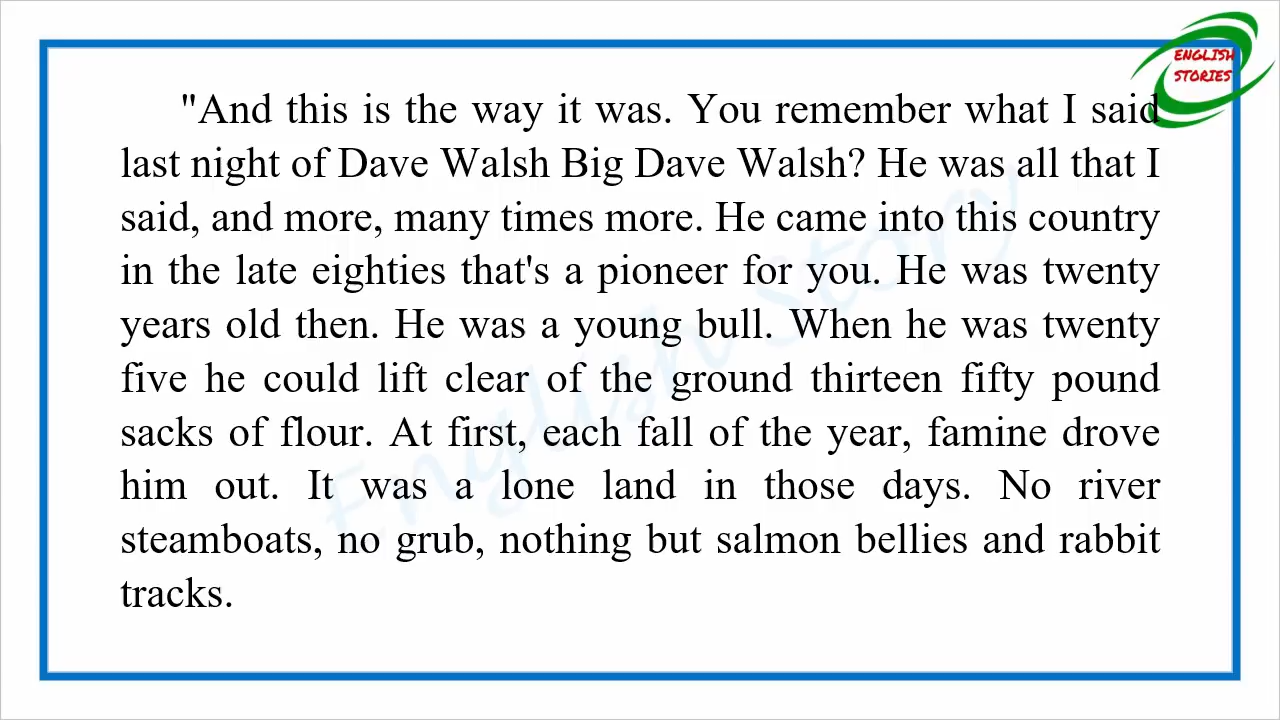 ENGLISH
STORIES
"And this is the way it was. You remember what I said
last night of Dave Walsh Big Dave Walsh? He was all that I
said, and more, many times more. He came into this country
in the late eighties that's a pioneer for you. He was twenty
years old then. He was a young bull. When he was twenty
five he could lift clear of the ground thirteen fifty pound
sacks of flour. At first, each fall of the year, famine drove
him out. It was a lone land in those days. No river
steamboats, no grub, nothing but salmon bellies and rabbit
tracks.
English Story